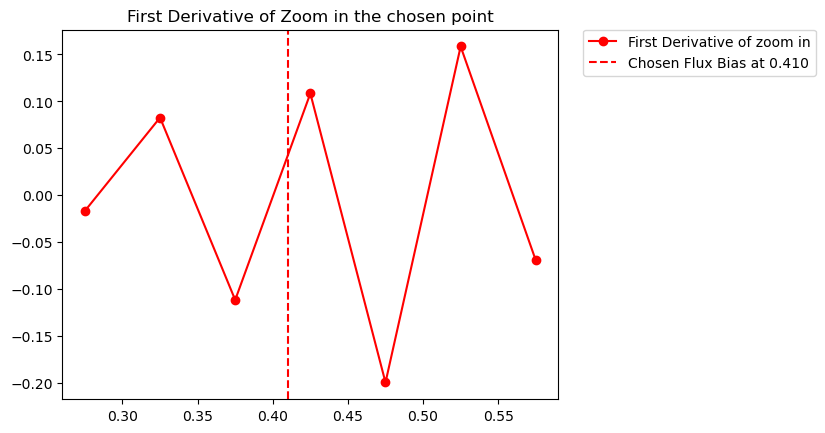 First Derivative of Zoom in the chosen point
First Derivative of zoom in
Chosen Flux Bias at 0.410
0.15
0.10
0.05
0.00
−0.05
−0.10
−0.15
−0.20
0.30 0.35 0.40 0.45 0.50 0.55